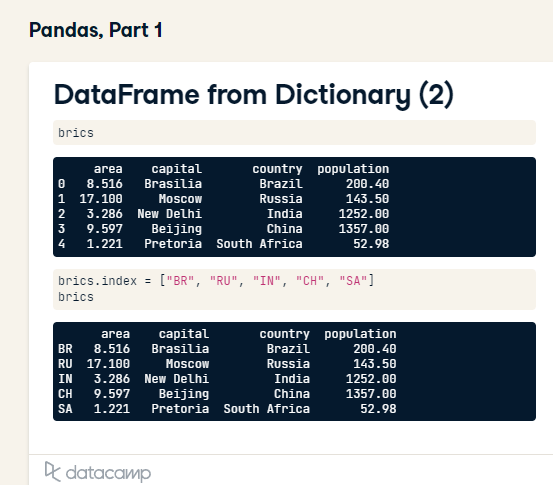 Pandas, Part 1
DataFrame from Dictionary (2)
brics
area capital country population
0 8.516 Brasilia Brazil 200.40
1 17.100 Moscow Russia 143.50
2 3.286 New Delhi India 1252.00
3 9.597 Beijing China 1357.00
4 1.221 Pretoria South Africa 52.98
brics.index = ["BR", "RU", "IN", "CH", "SA"]
brics
area capital country population
BR 8.516 Brasilia Brazil 200.40
RU 17.100 Moscow Russia 143.50
IN 3.286 New Delhi India 1252.00
CH 9.597 Beijing China 1357.00
SA 1.221 Pretoria South Africa 52.98
datacamp